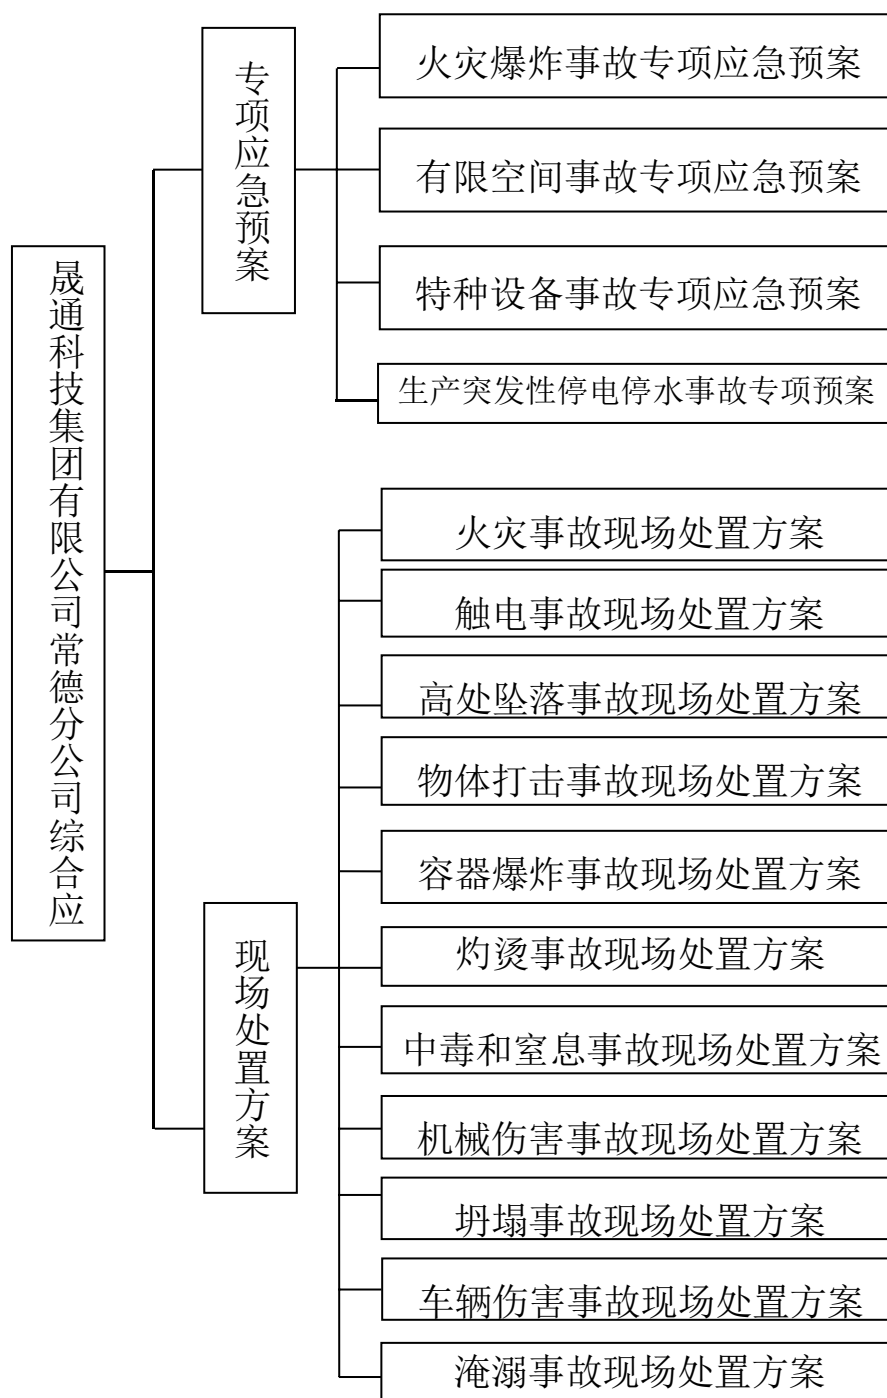 晟通科技集团有限公司常德分公司综合应
专项应急预案
火灾爆炸事故专项应急预案
有限空间事故专项应急预案
特种设备事故专项应急预案
生产突发性停电停水事故专项预案
现场处置方案
火灾事故现场处置方案
触电事故现场处置方案
高处坠落事故现场处置方案
物体打击事故现场处置方案
容器爆炸事故现场处置方案
灼烫事故现场处置方案
中毒和窒息事故现场处置方案
机械伤害事故现场处置方案
坍塌事故现场处置方案
车辆伤害事故现场处置方案
淹溺事故现场处置方案